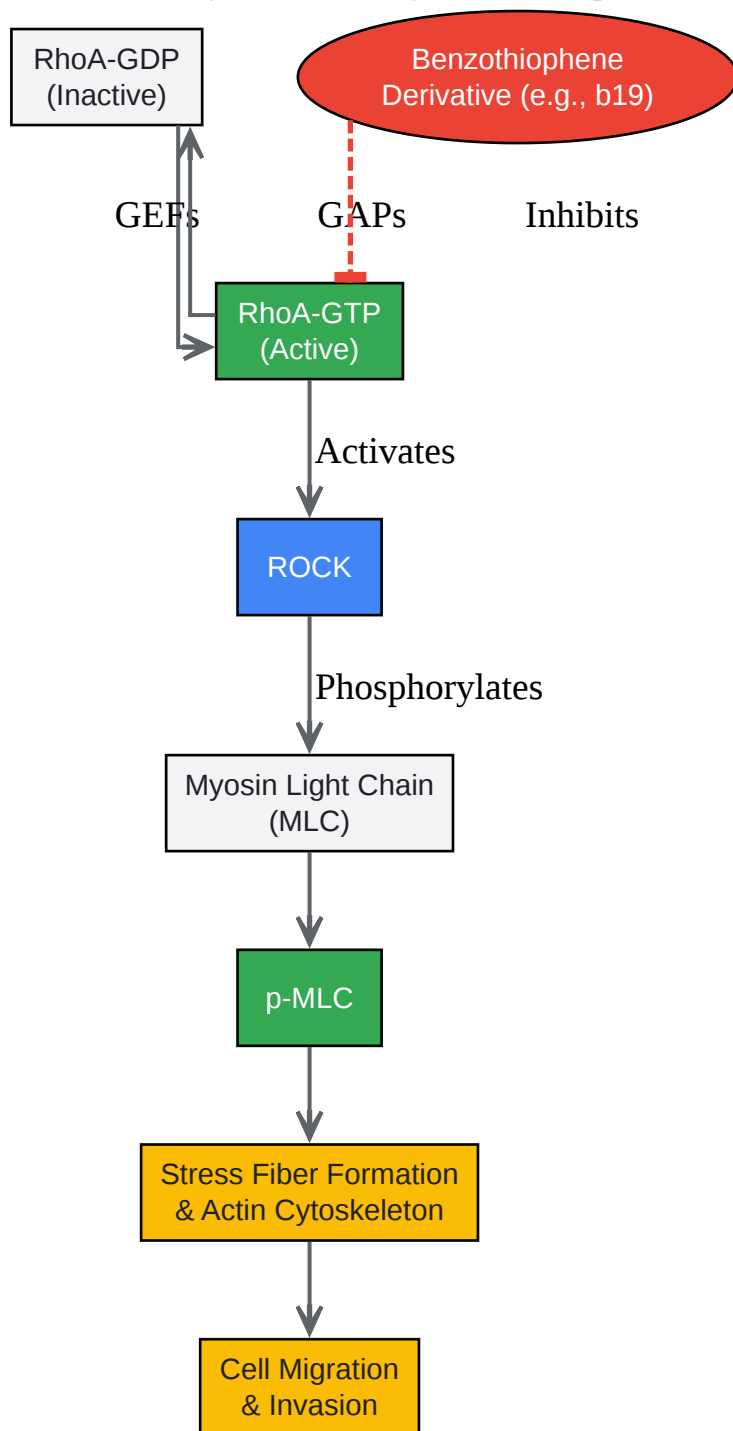 RhoA-GDP
(Inactive)
Benzothiophene
Derivative (e.g., b19)
GEFs
GAPs
Inhibits
RhoA-GTP
(Active)
Activates
ROCK
Phosphorylates
Myosin Light Chain
(MLC)
p-MLC
Stress Fiber Formation
& Actin Cytoskeleton
Cell Migration
& Invasion